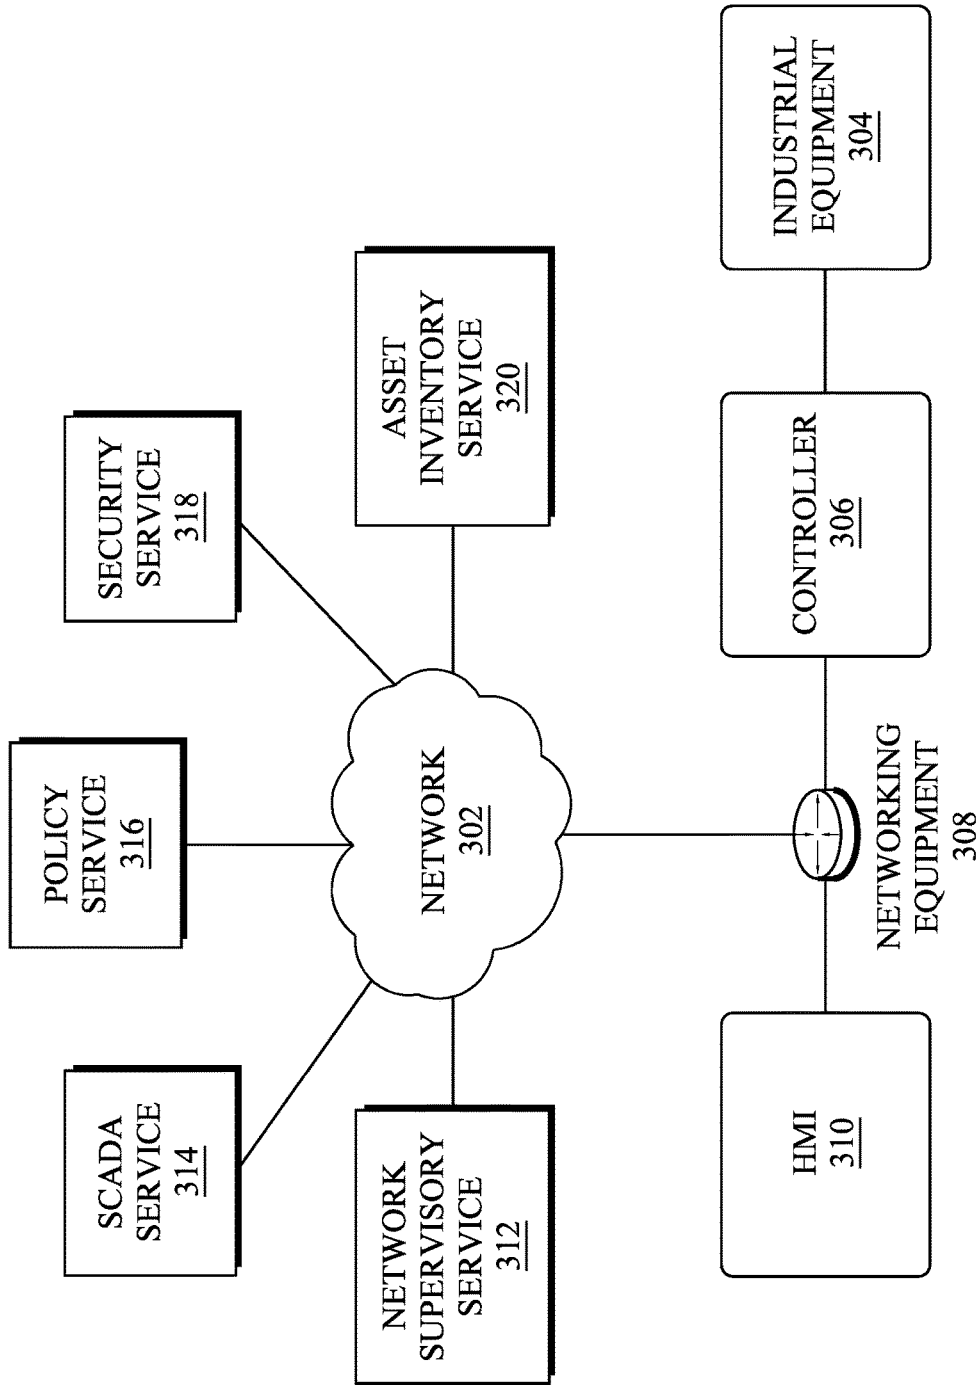 SCADA
SERVICE
314
POLICY
SERVICE
316
SECURITY
SERVICE
318
NETWORK
SUPERVISORY
SERVICE
312
NETWORK
302
ASSET
INVENTORY
SERVICE
320
HMI
310
NETWORKING
EQUIPMENT
308
CONTROLLER
306
INDUSTRIAL
EQUIPMENT
304